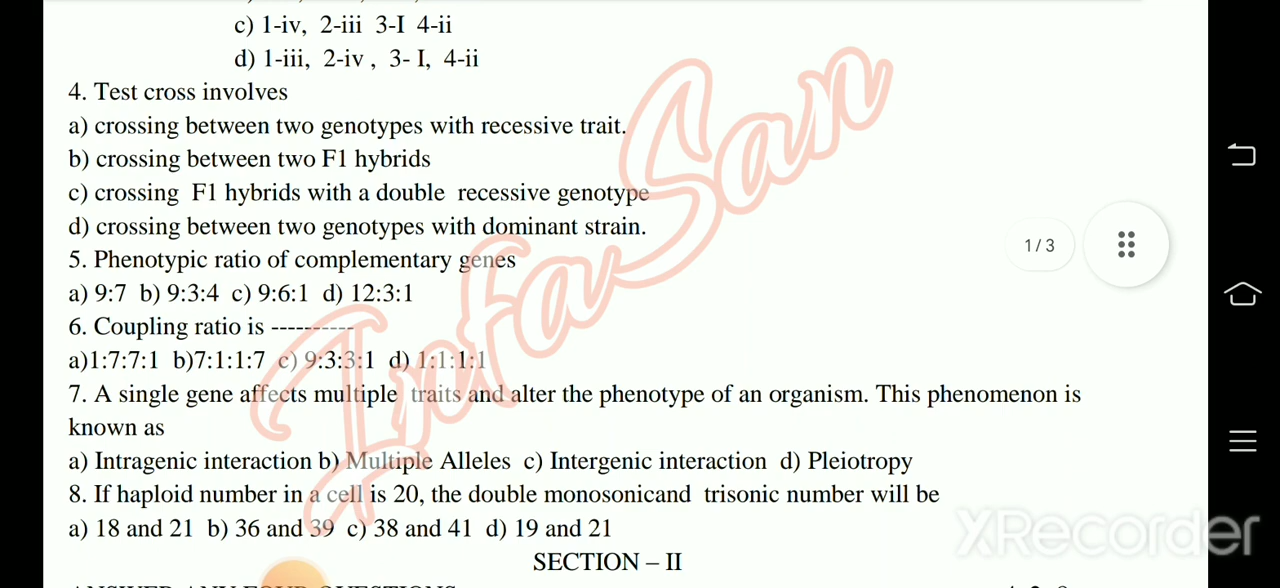 c) 1-iv, 2-iii 3-I 4-ii
d) 1-iii, 2-iv , 3- I, 4-ii
4. Test cross involves
a) crossing between two genotypes with recessive trait.
b) crossing between two F1 hybrids
c) crossing F1 hybrids with a double recessive genotype
d) crossing between two genotypes with dominant strain.
5. Phenotypic ratio of complementary genes
a) 9:7 b) 9:3:4 c) 9:6:1 d) 12:3:1
6. Coupling ratio is ----------
a)1:7:7:1 b)7:1:1:7 c) 9:3:3:1 d) 1:1:1:1
7. A single gene affects multiple traits and alter the phenotype of an organism. This phenomenon is
known as
a) Intragenic interaction b) Multiple Alleles c) Intergenic interaction d) Pleiotropy
8. If haploid number in a cell is 20, the double monosonicand trisonic number will be
a) 18 and 21 b) 36 and 39 c) 38 and 41 d) 19 and 21
SECTION – II
InfaSan
1 / 3
XRecorder